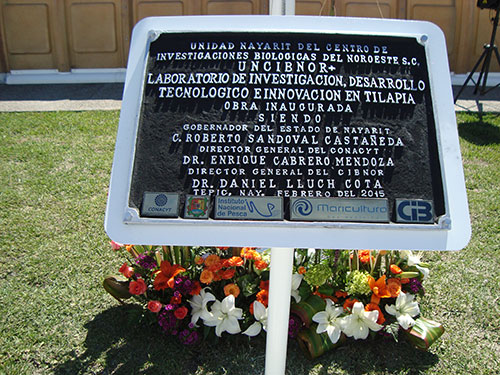 UNIDAD NAYARIT DEL CENTRO DE
INVESTIGACIONES BIOLOGICAS DEL NOROESTE S.C.
UNCIBNOR+
LABORATORIO DE INVESTIGACION, DESARROLLO
TECNOLOGICO E INNOVACION EN TILAPIA
OBRA INAUGURADA
SIENDO
GOBERNADOR DEL ESTADO DE NAYARIT
C. ROBERTO SANDOVAL CASTAÑEDA
DIRECTOR GENERAL DEL CONACYT
DR. ENRIQUE CABRERO MENDOZA
DIRECTOR GENERAL DEL CIBNOR
DR. DANIEL LLUCH COTA
TEPIC, NAY. FEBRERO DEL 2015
CONACYT
Instituto
Nacional
de Pesca
Maricultura
CIB